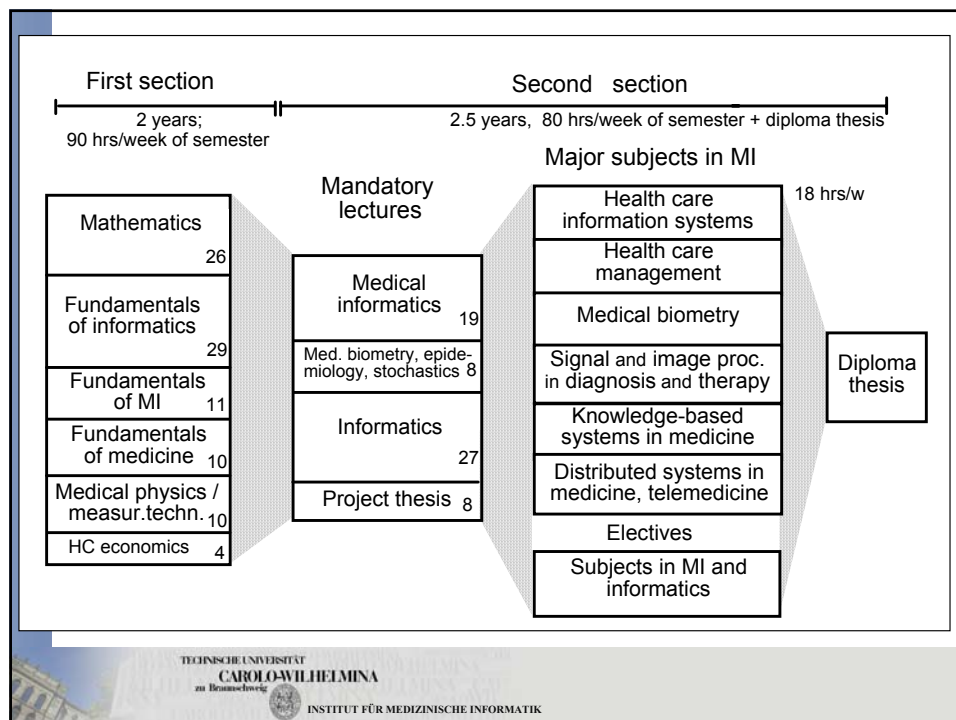 First section
2 years;
90 hrs/week of semester
Second section
2.5 years, 80 hrs/week of semester + diploma thesis
Mathematics
26
Fundamentals
of informatics
29
Fundamentals
of MI
11
Fundamentals
of medicine
10
Medical physics /
measur.techn.
10
HC economics
4
Mandatory
lectures
Medical
informatics
19
Med. biometry, epide-
miology, stochastics 8
Informatics
27
Project thesis
8
Major subjects in MI
18 hrs/w
Health care
information systems
Health care
management
Medical biometry
Signal and image proc.
in diagnosis and therapy
Knowledge-based
systems in medicine
Distributed systems in
medicine, telemedicine
Electives
Subjects in MI and
informatics
Diploma
thesis
TECHNISCHE UNIVERSITÄT
CAROLO-WILHELMINA
zu Braunschweig
INSTITUT FÜR MEDIZINISCHE INFORMATIK